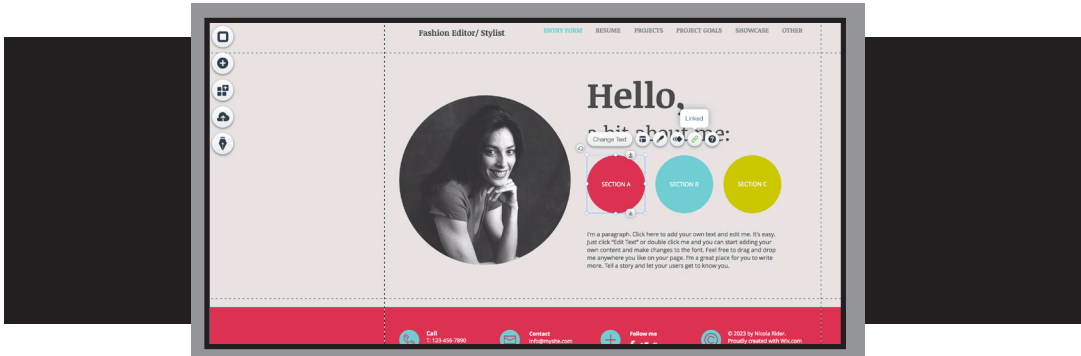 Fashion Editor/ Stylist
ENTRY FORM RESUME PROJECTS PROJECT GOALS SHOWCASE OTHER
Hello,
Linked
a bit about me:
Change Text
SECTION A SECTION B SECTION C
I'm a paragraph. Click here to add your own text and edit me. It's easy.
Just click "Edit Text" or double click me and you can start adding your
own content and make changes to the font. Feel free to drag and drop
me anywhere you like on your page. I'm a great place for you to write
more. Tell a story and let your users get to know you.
Call
T: 123-456-7890
Contact
info@mysite.com
Follow me
© 2023 by Nicola Rider.
Proudly created with Wix.com